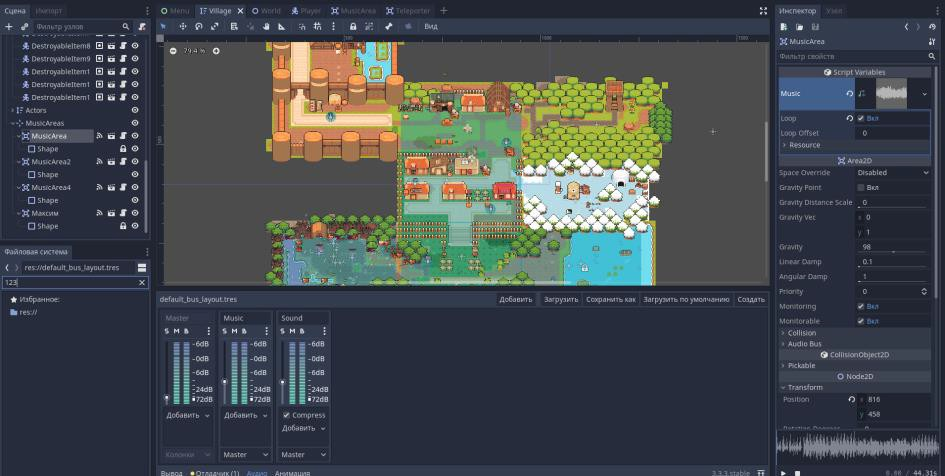 Сцена Импорт
Фильтр узлов
DestroyableItem8
DestroyableItem9
DestroyableItem1
DestroyableItem1
DestroyableItem1
Actors
MusicAreas
MusicArea
Shape
MusicArea2
Shape
MusicArea4
Shape
Максим
Shape
Файловая система
res://default_bus_layout.tres
123
Избранное:
res://
Menu Village World Player MusicArea Teleporter
Вид
79.4 %
500 1000 1500
default_bus_layout.tres Добавить Загрузить Сохранить как Загрузить по умолчанию Создать
Master Music Sound
S M B S M B S M B
-6dB -6dB -6dB
-0dB -0dB -0dB
-6dB -6dB -6dB
-24dB -24dB -24dB
72dB 72dB 72dB
Добавить Добавить Compress
Добавить
Колонки Master Master
Вывод Отладчик (1) Аудио Анимация 3.3.3.stable
Инспектор Узел
MusicArea
Фильтр свойств
Script Variables
Music
Loop Вкл
Loop Offset 0
Resource
Area2D
Space Override Disabled
Gravity Point Вкл
Gravity Distance Scale 0
Gravity Vec x 0
y 1
Gravity 98
Linear Damp 0.1
Angular Damp 1
Priority 0
Monitoring Вкл
Monitorable Вкл
Collision
Audio Bus
CollisionObject2D
Pickable
Node2D
Transform
Position x 816
y 458
Rotation Degrees
0.00 / 44.31s